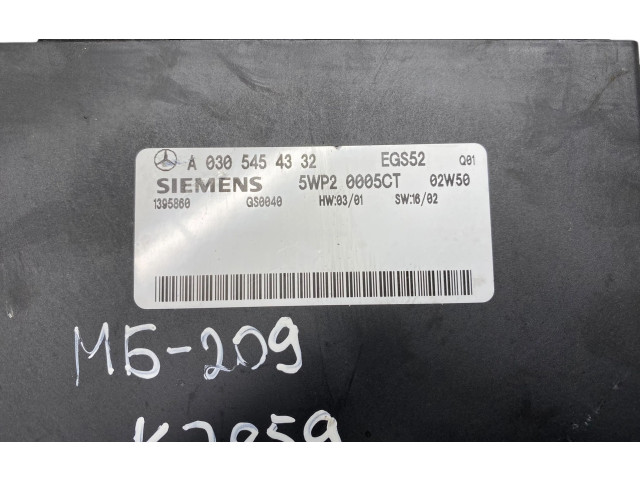 A 030 545 43 32 EGS52 Q01
SIEMENS 5WP2 0005CT 02W50
1395860 GS0040 HW:03/01 SW:16/02
МБ-209